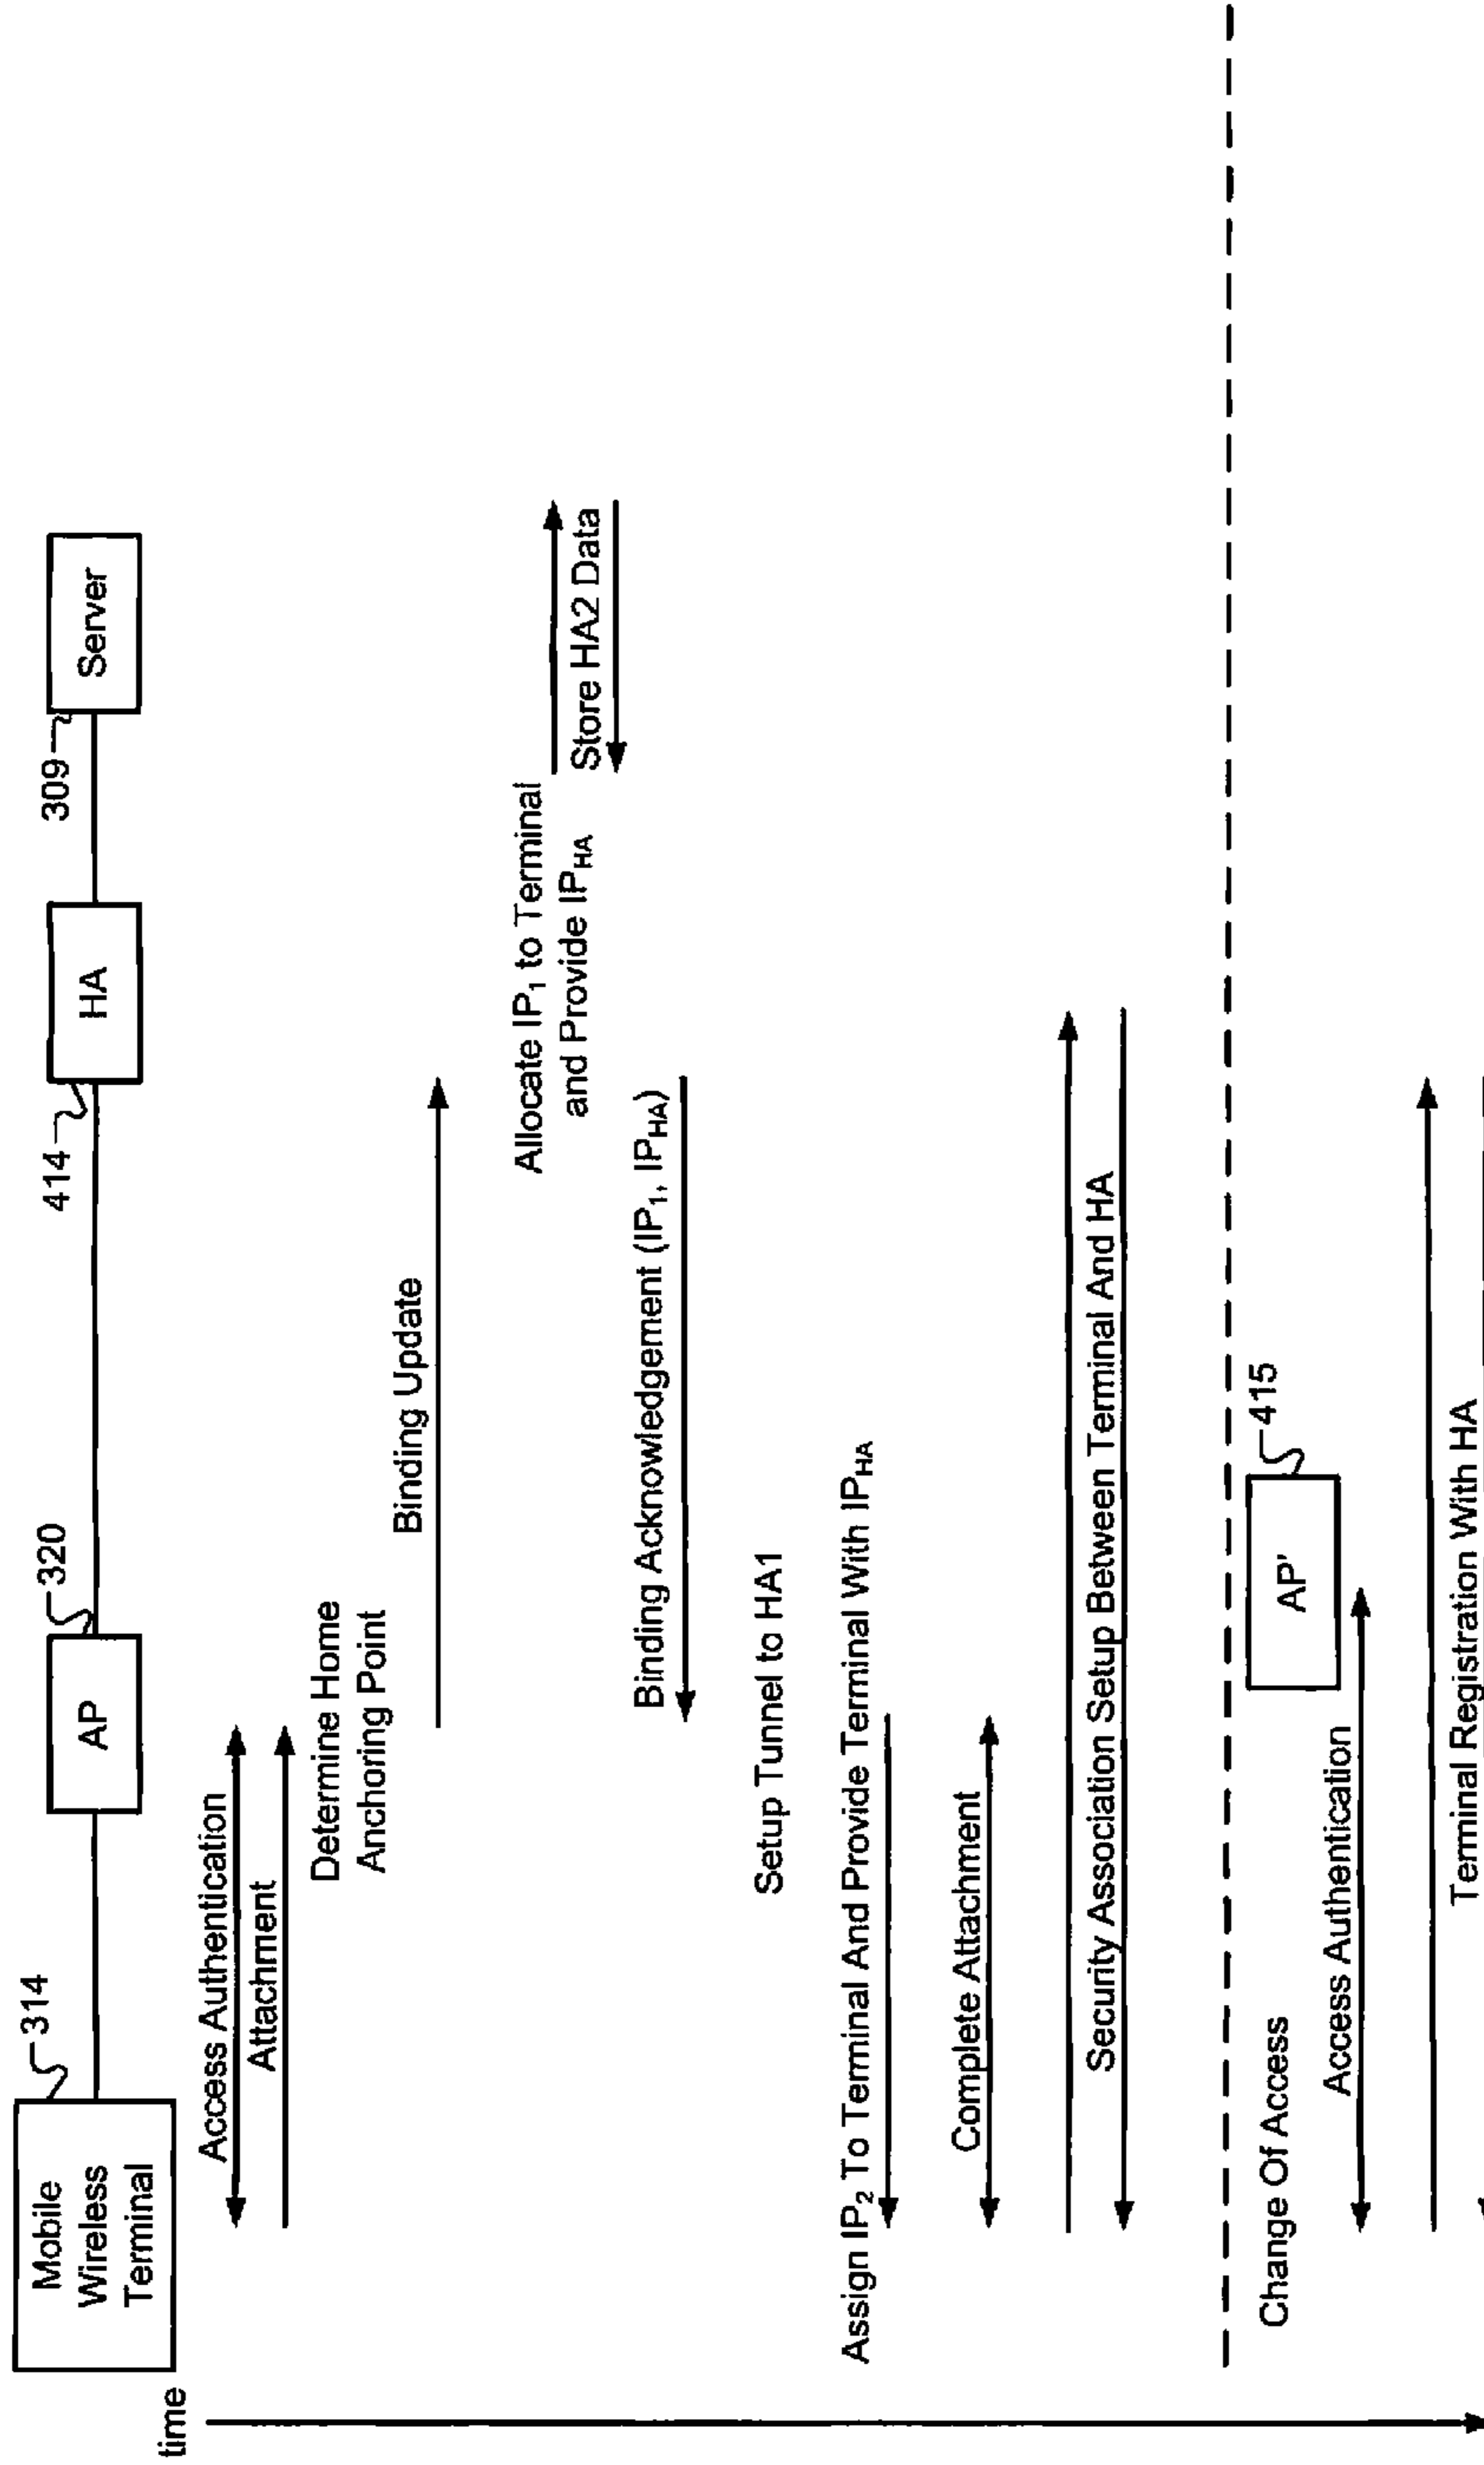 time
Mobile
Wireless
Terminal
314
AP
320
414
HA
309
Server
Access Authentication
Attachment
Determine Home
Anchoring Point
Binding Update
Allocate IP₁ to Terminal
and Provide IP_HA
Store HA2 Data
Binding Acknowledgement (IP₁, IP_HA)
Setup Tunnel to HA1
Assign IP₂ To Terminal And Provide Terminal With IP_HA
Complete Attachment
Security Association Setup Between Terminal And HA
Change Of Access
AP'
415
Access Authentication
Terminal Registration With HA